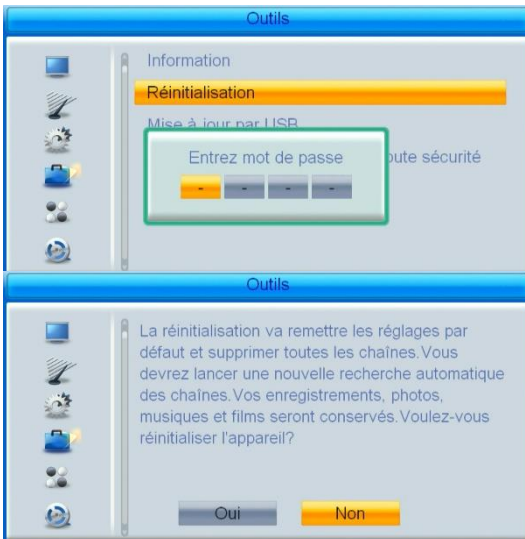 Outils
Information
Réinitialisation
Mise à jour par USB
Entrez mot de passe
oute sécurité
- - - -
Outils
La réinitialisation va remettre les réglages par
défaut et supprimer toutes les chaînes.Vous
devrez lancer une nouvelle recherche automatique
des chaînes.Vos enregistrements, photos,
musiques et films seront conservés.Voulez-vous
réinitialiser l'appareil?
Oui Non